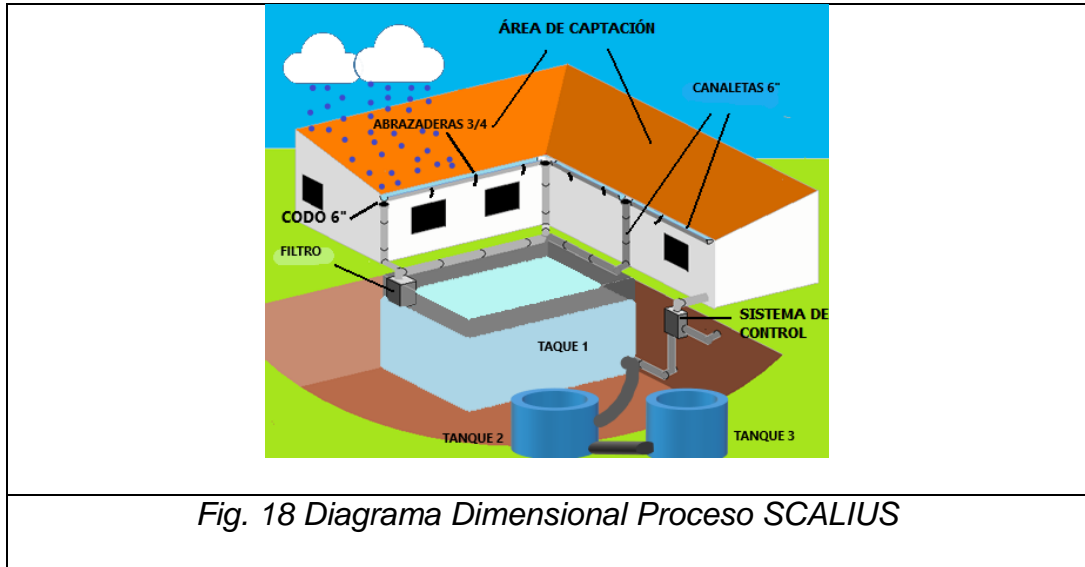 ÁREA DE CAPTACIÓN
CANALETAS 6"
ABRAZADERAS 3/4
CODO 6"
FILTRO
SISTEMA DE
CONTROL
TAQUE 1
TANQUE 2
TANQUE 3
Fig. 18 Diagrama Dimensional Proceso SCALIUS